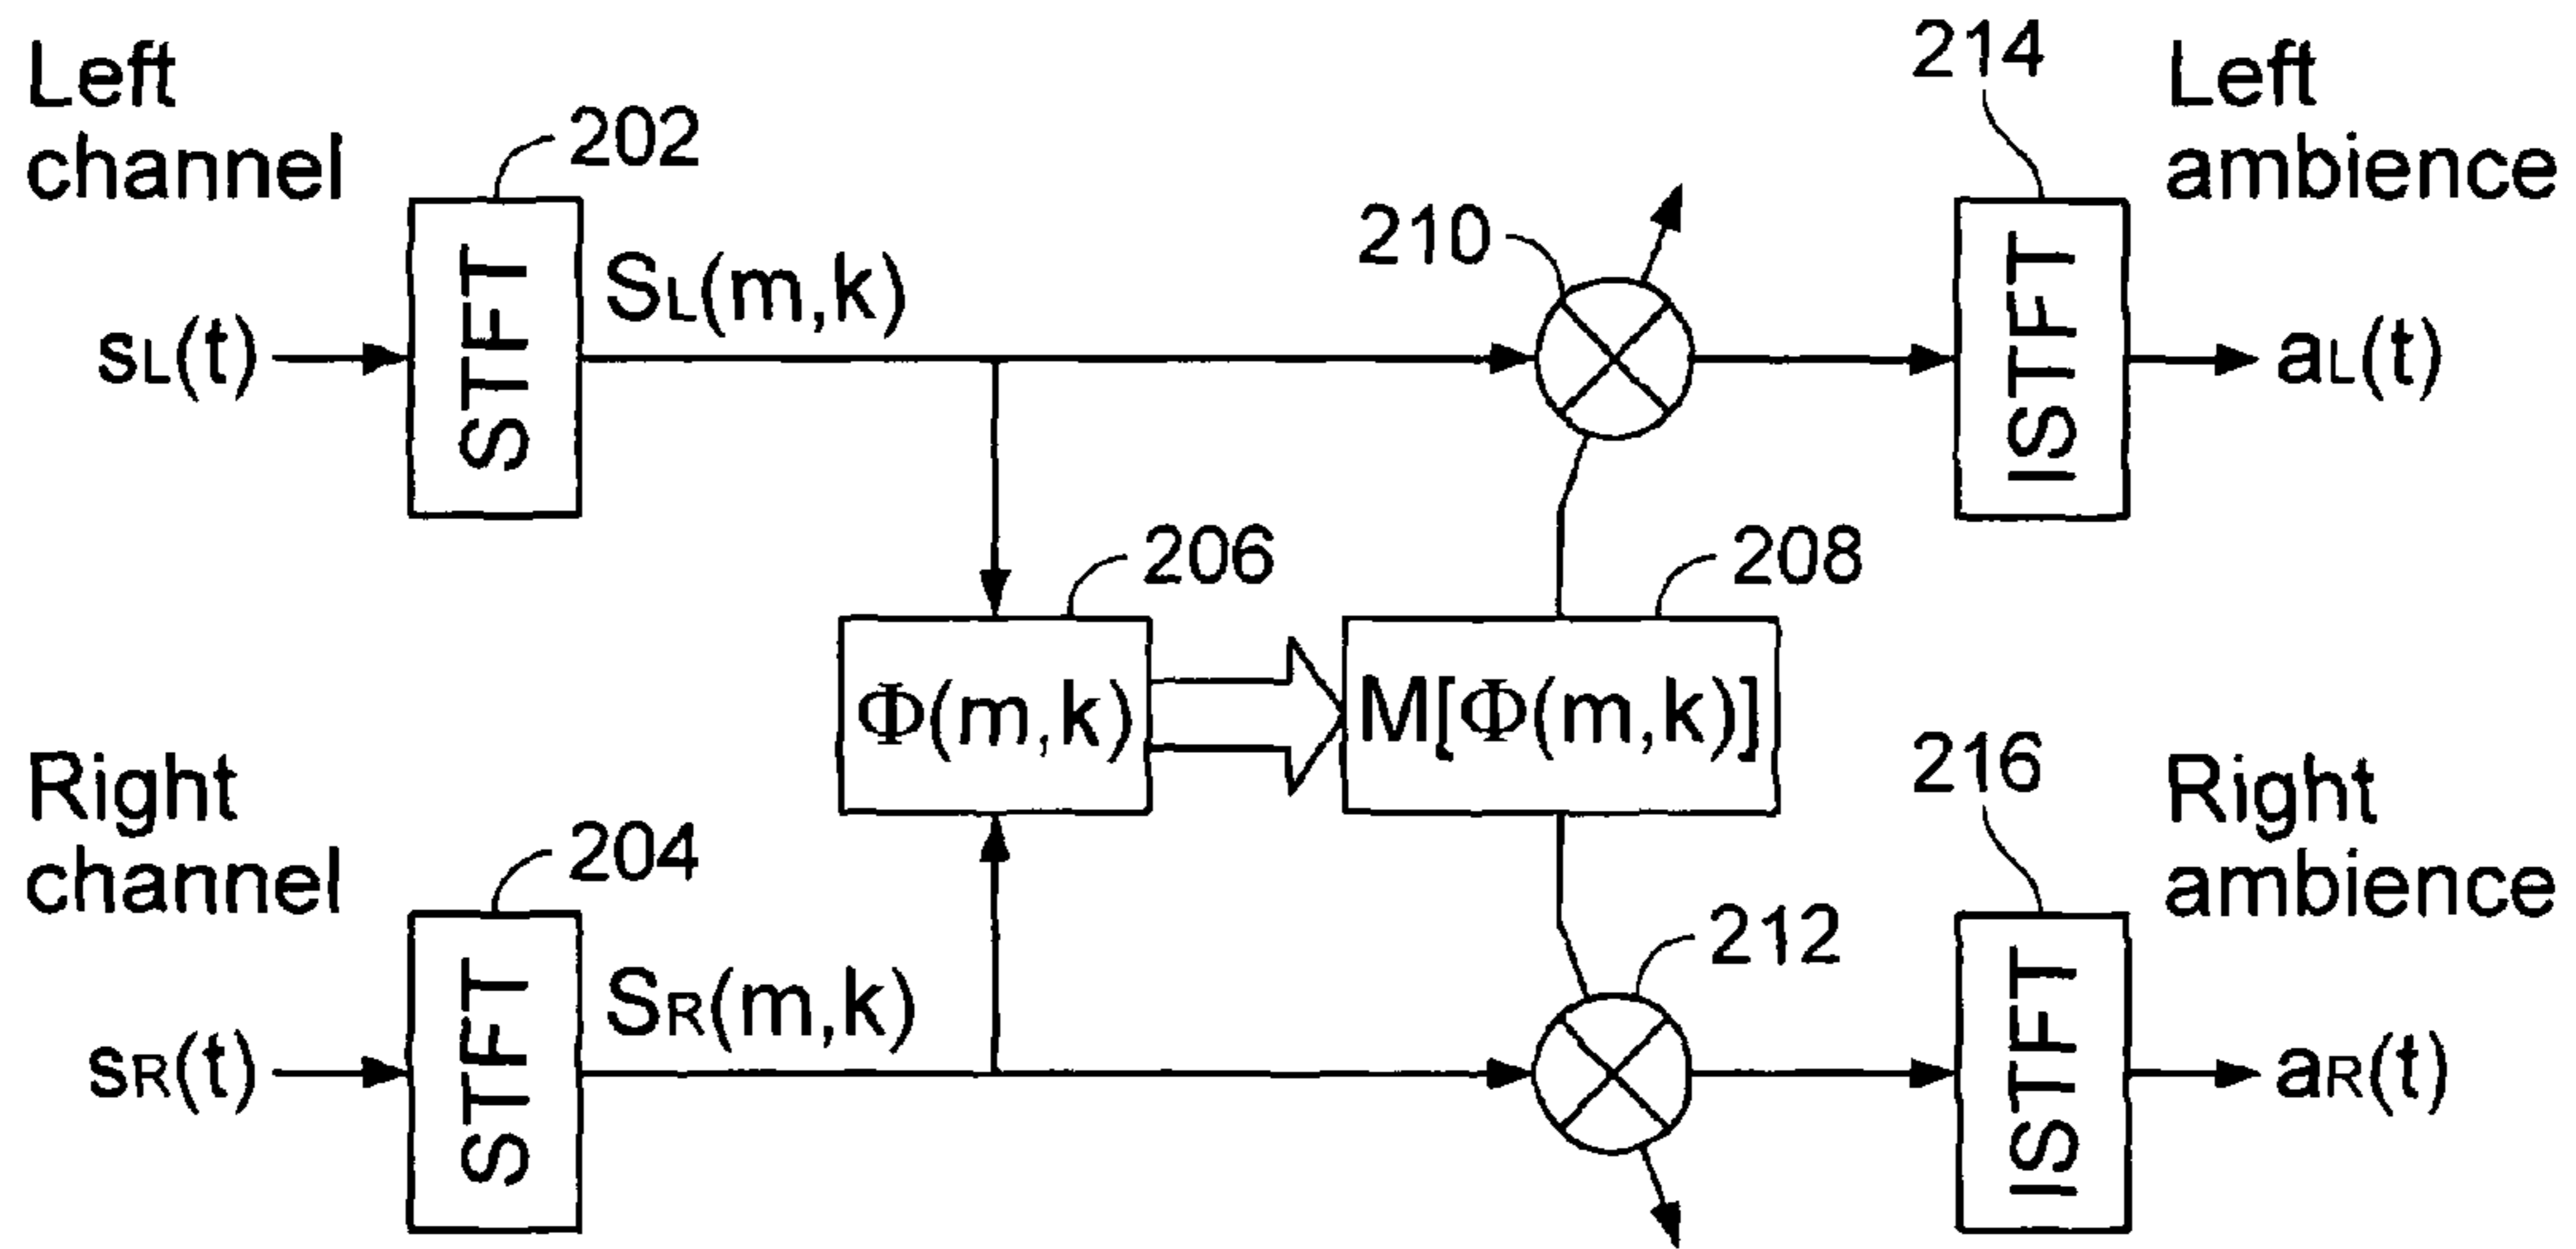 Left
channel
202
sL(t)
STFT
SL(m,k)
210
214
Left
ambience
ISTFT
aL(t)
206
208
Φ(m,k)
M[Φ(m,k)]
Right
channel
204
sR(t)
STFT
SR(m,k)
212
216
Right
ambience
ISTFT
aR(t)